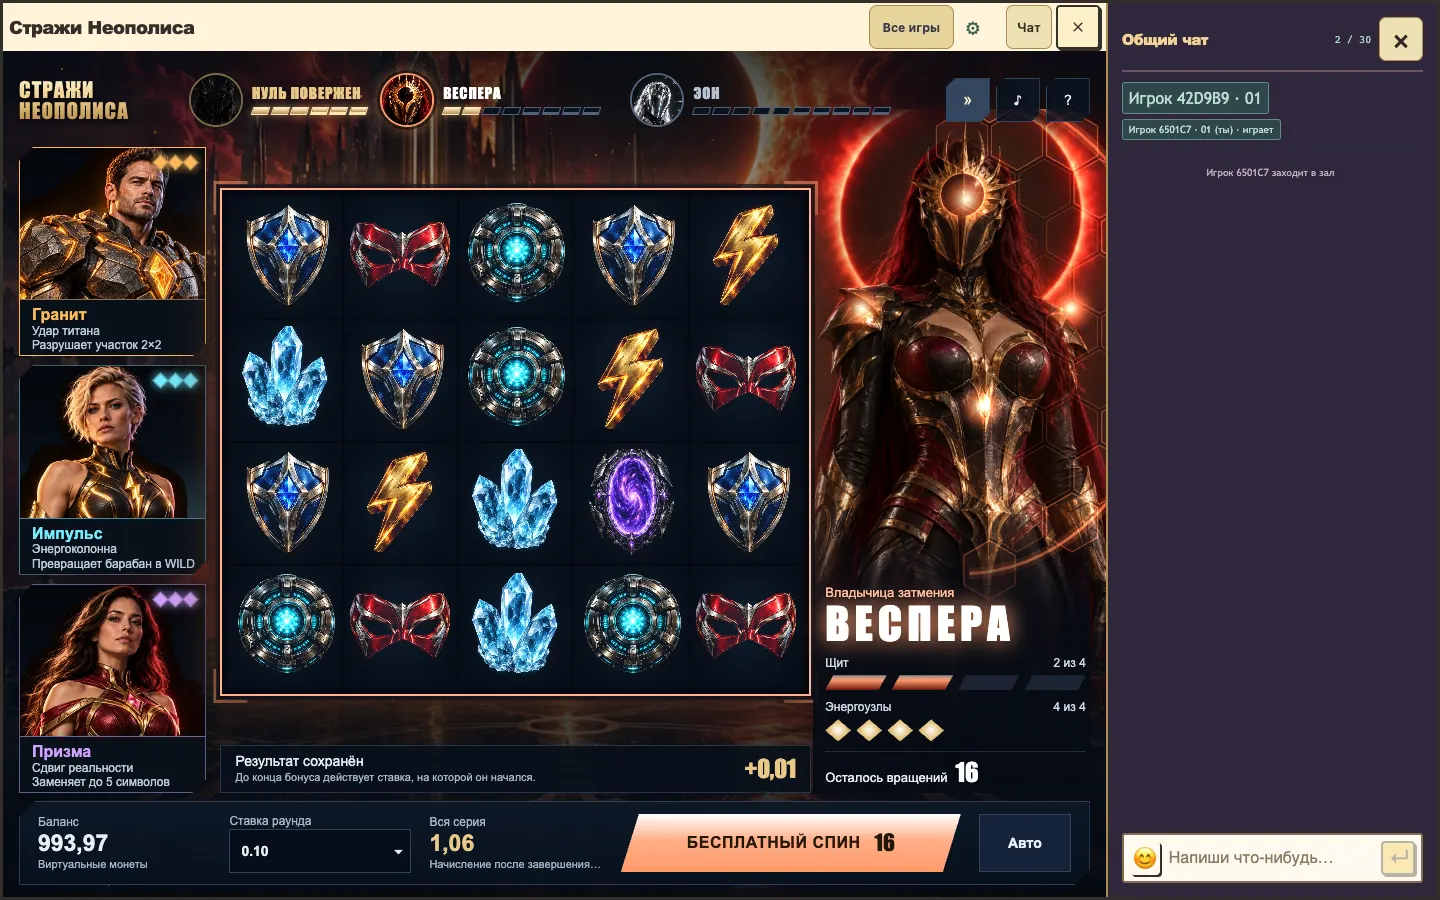 Стражи Неополиса
Все игры
Чат
×
Общий чат
2 / 30
×
Игрок 42D9B9 · 01
Игрок 6501C7 · 01 (ты) · играет
Игрок 6501C7 заходит в зал
СТРАЖИ
НЕОПОЛИСА
НУЛЬ ПОВЕРЖЕН
ВЕСПЕРА
ЗОН
»
♪
?
Гранит
Удар титана
Разрушает участок 2×2
Импульс
Энергоколонна
Превращает барабан в WILD
Призма
Сдвиг реальности
Заменяет до 5 символов
Владычица затмения
ВЕСПЕРА
Щит
2 из 4
Энергоузлы
4 из 4
Осталось вращений 16
Результат сохранён
До конца бонуса действует ставка, на которой он начался.
+0,01
Баланс
993,97
Виртуальные монеты
Ставка раунда
0.10
Вся серия
1,06
Начисление после завершения…
БЕСПЛАТНЫЙ СПИН 16
Авто
Напиши что-нибудь…